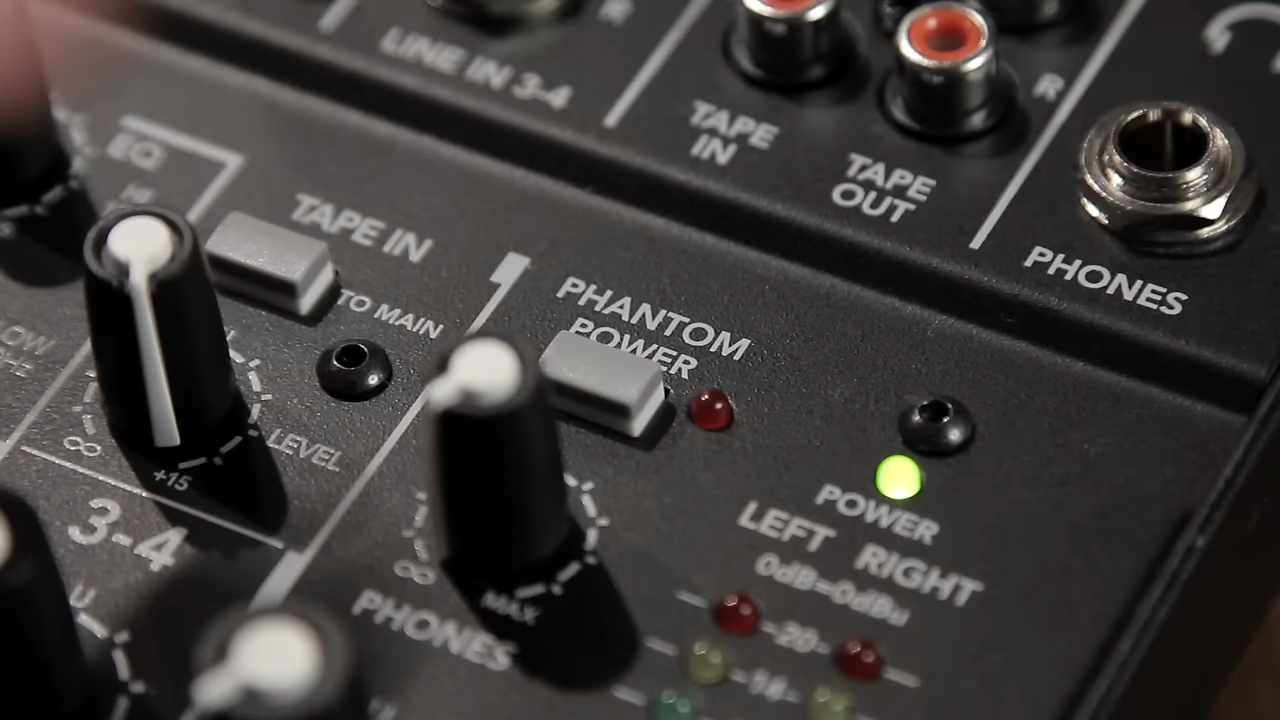 R
LINE IN 3-4
R
TAPE
IN
TAPE
OUT
PHONES
EQ
TAPE IN
TO MAIN
PHANTOM
POWER
LOW
LEVEL
∞
+15
3-4
POWER
LEFT RIGHT
0dB=0dBu
∞
MAX
PHONES
20
U